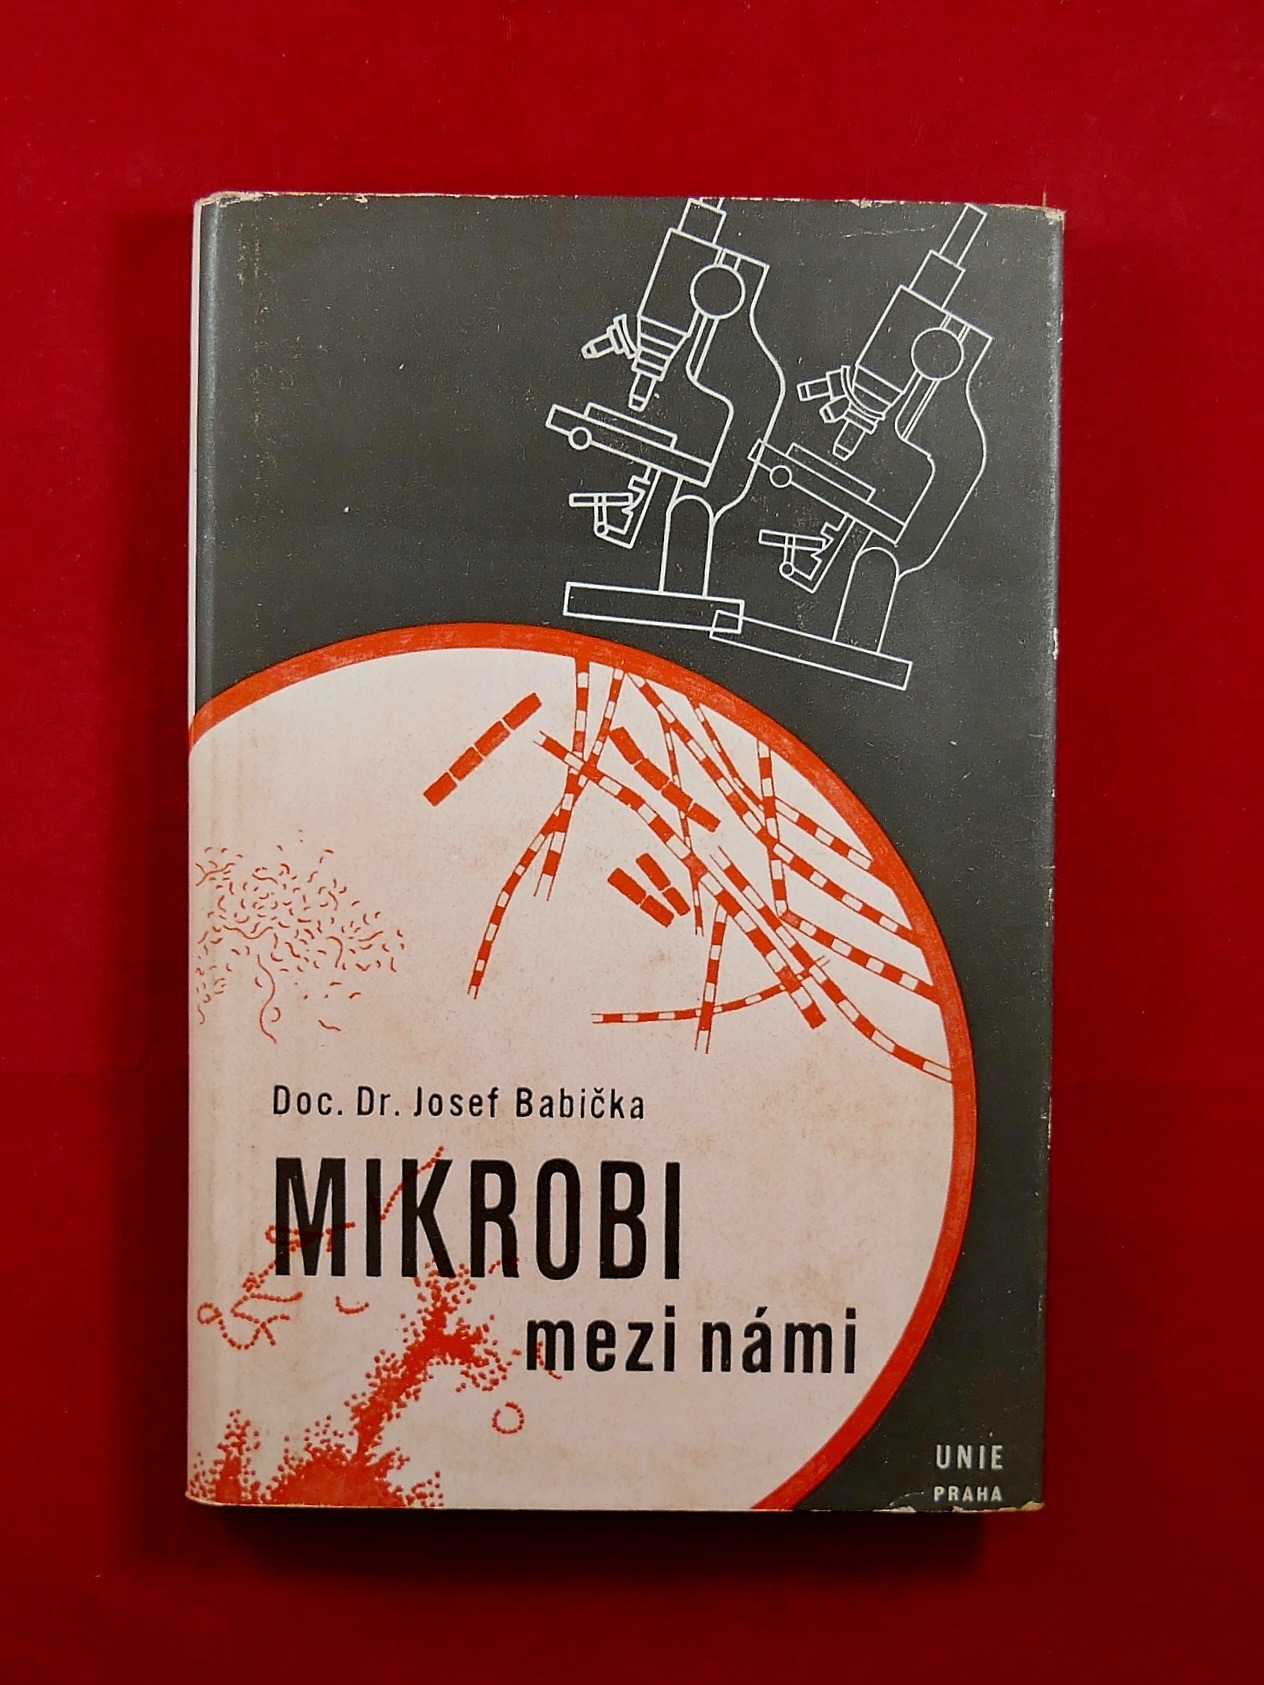 Doc. Dr. Josef Babička
MIKROBI
mezi námi
UNIE
PRAHA